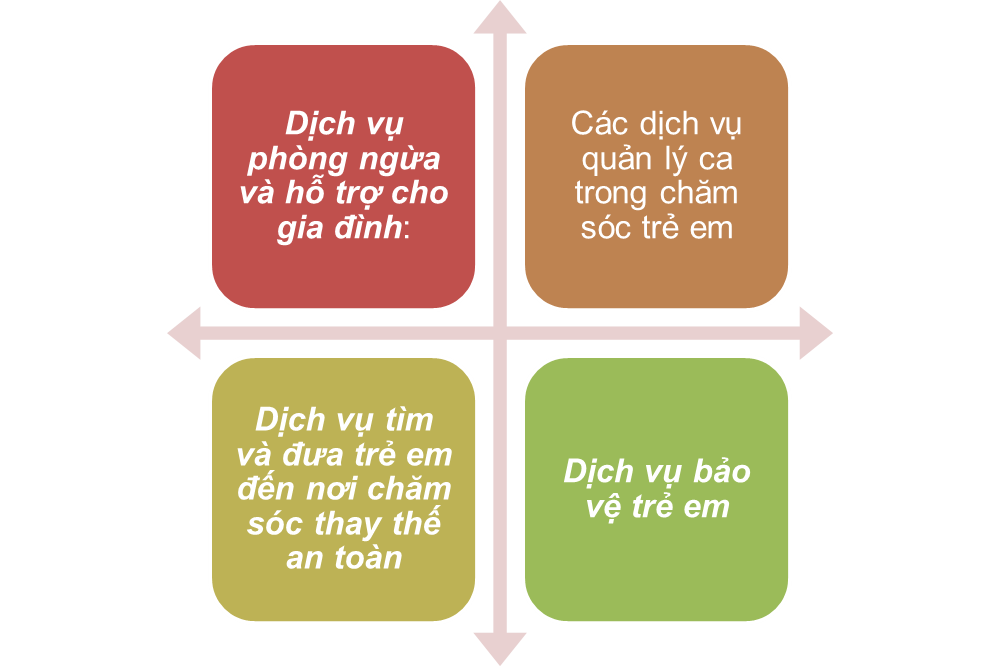 Dịch vụ
phòng ngừa
và hỗ trợ cho
gia đình:
Các dịch vụ
quản lý ca
trong chăm
sóc trẻ em
Dịch vụ tìm
và đưa trẻ em
đến nơi chăm
sóc thay thế
an toàn
Dịch vụ bảo
vệ trẻ em